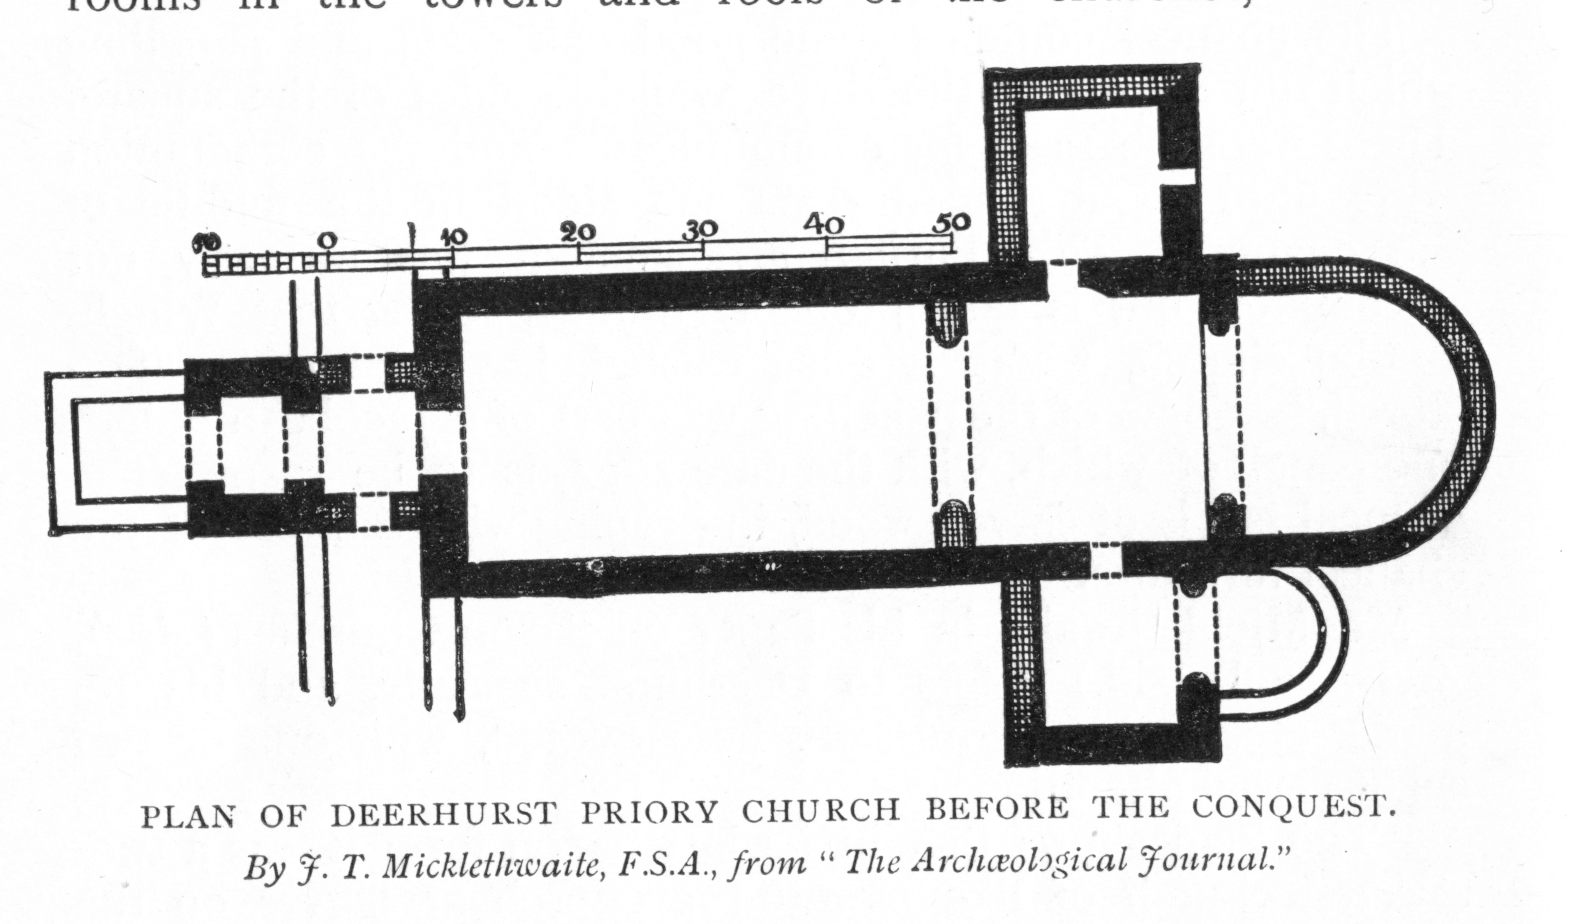 rooms in the towers and roofs of the churches,
10 0 10 20 30 40 50
PLAN OF DEERHURST PRIORY CHURCH BEFORE THE CONQUEST.
By J. T. Micklethwaite, F.S.A., from “ The Archæological Journal.”